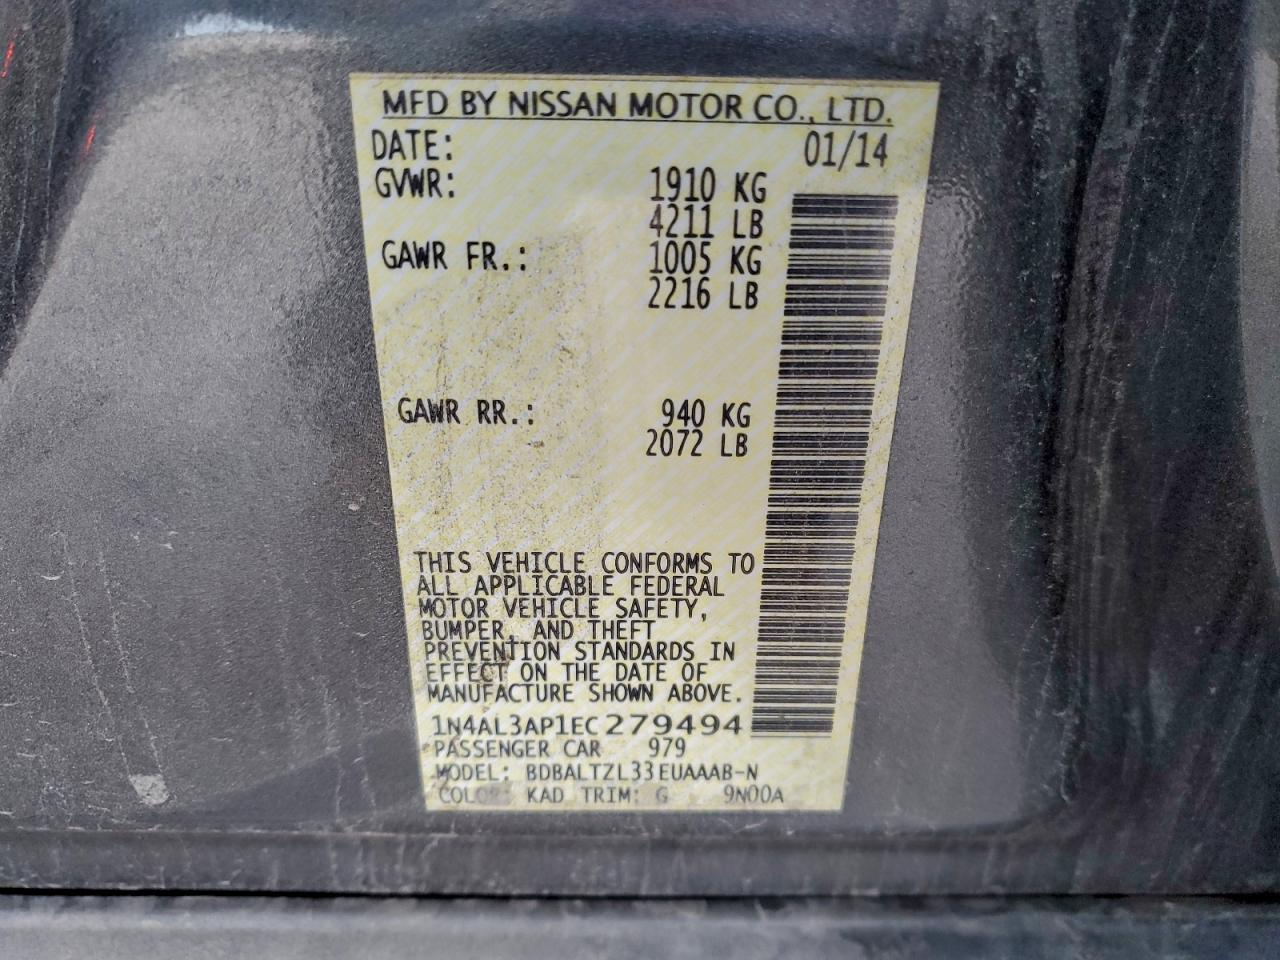 MFD BY NISSAN MOTOR CO., LTD.
DATE: 01/14
GVWR: 1910 KG
4211 LB
GAWR FR.: 1005 KG
2216 LB
GAWR RR.: 940 KG
2072 LB
THIS VEHICLE CONFORMS TO
ALL APPLICABLE FEDERAL
MOTOR VEHICLE SAFETY,
BUMPER, AND THEFT
PREVENTION STANDARDS IN
EFFECT ON THE DATE OF
MANUFACTURE SHOWN ABOVE.
1N4AL3AP1EC279494
PASSENGER CAR 979
MODEL: BDBALTZL33EUAAAB-N
COLOR: KAD TRIM: G 9N00A